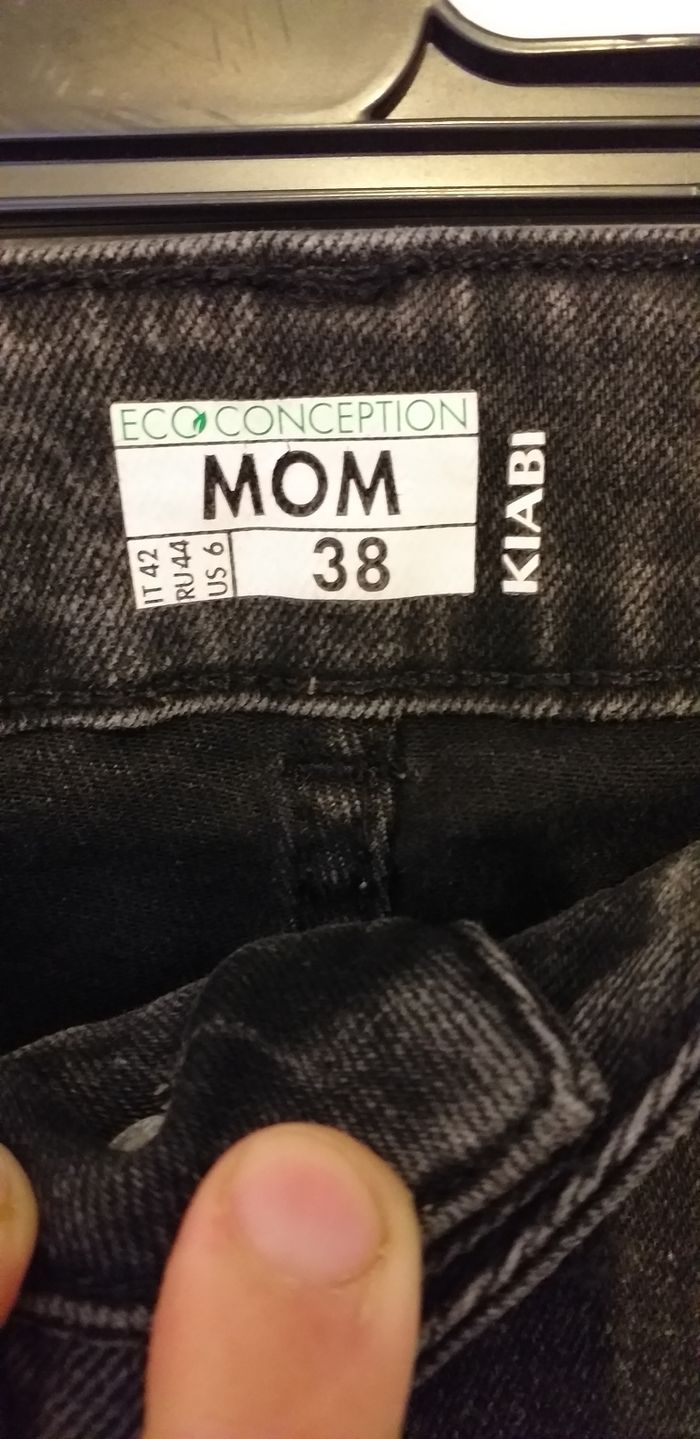 ECO CONCEPTION
MOM
IT 42
RU 44
US 6
38
KIABI